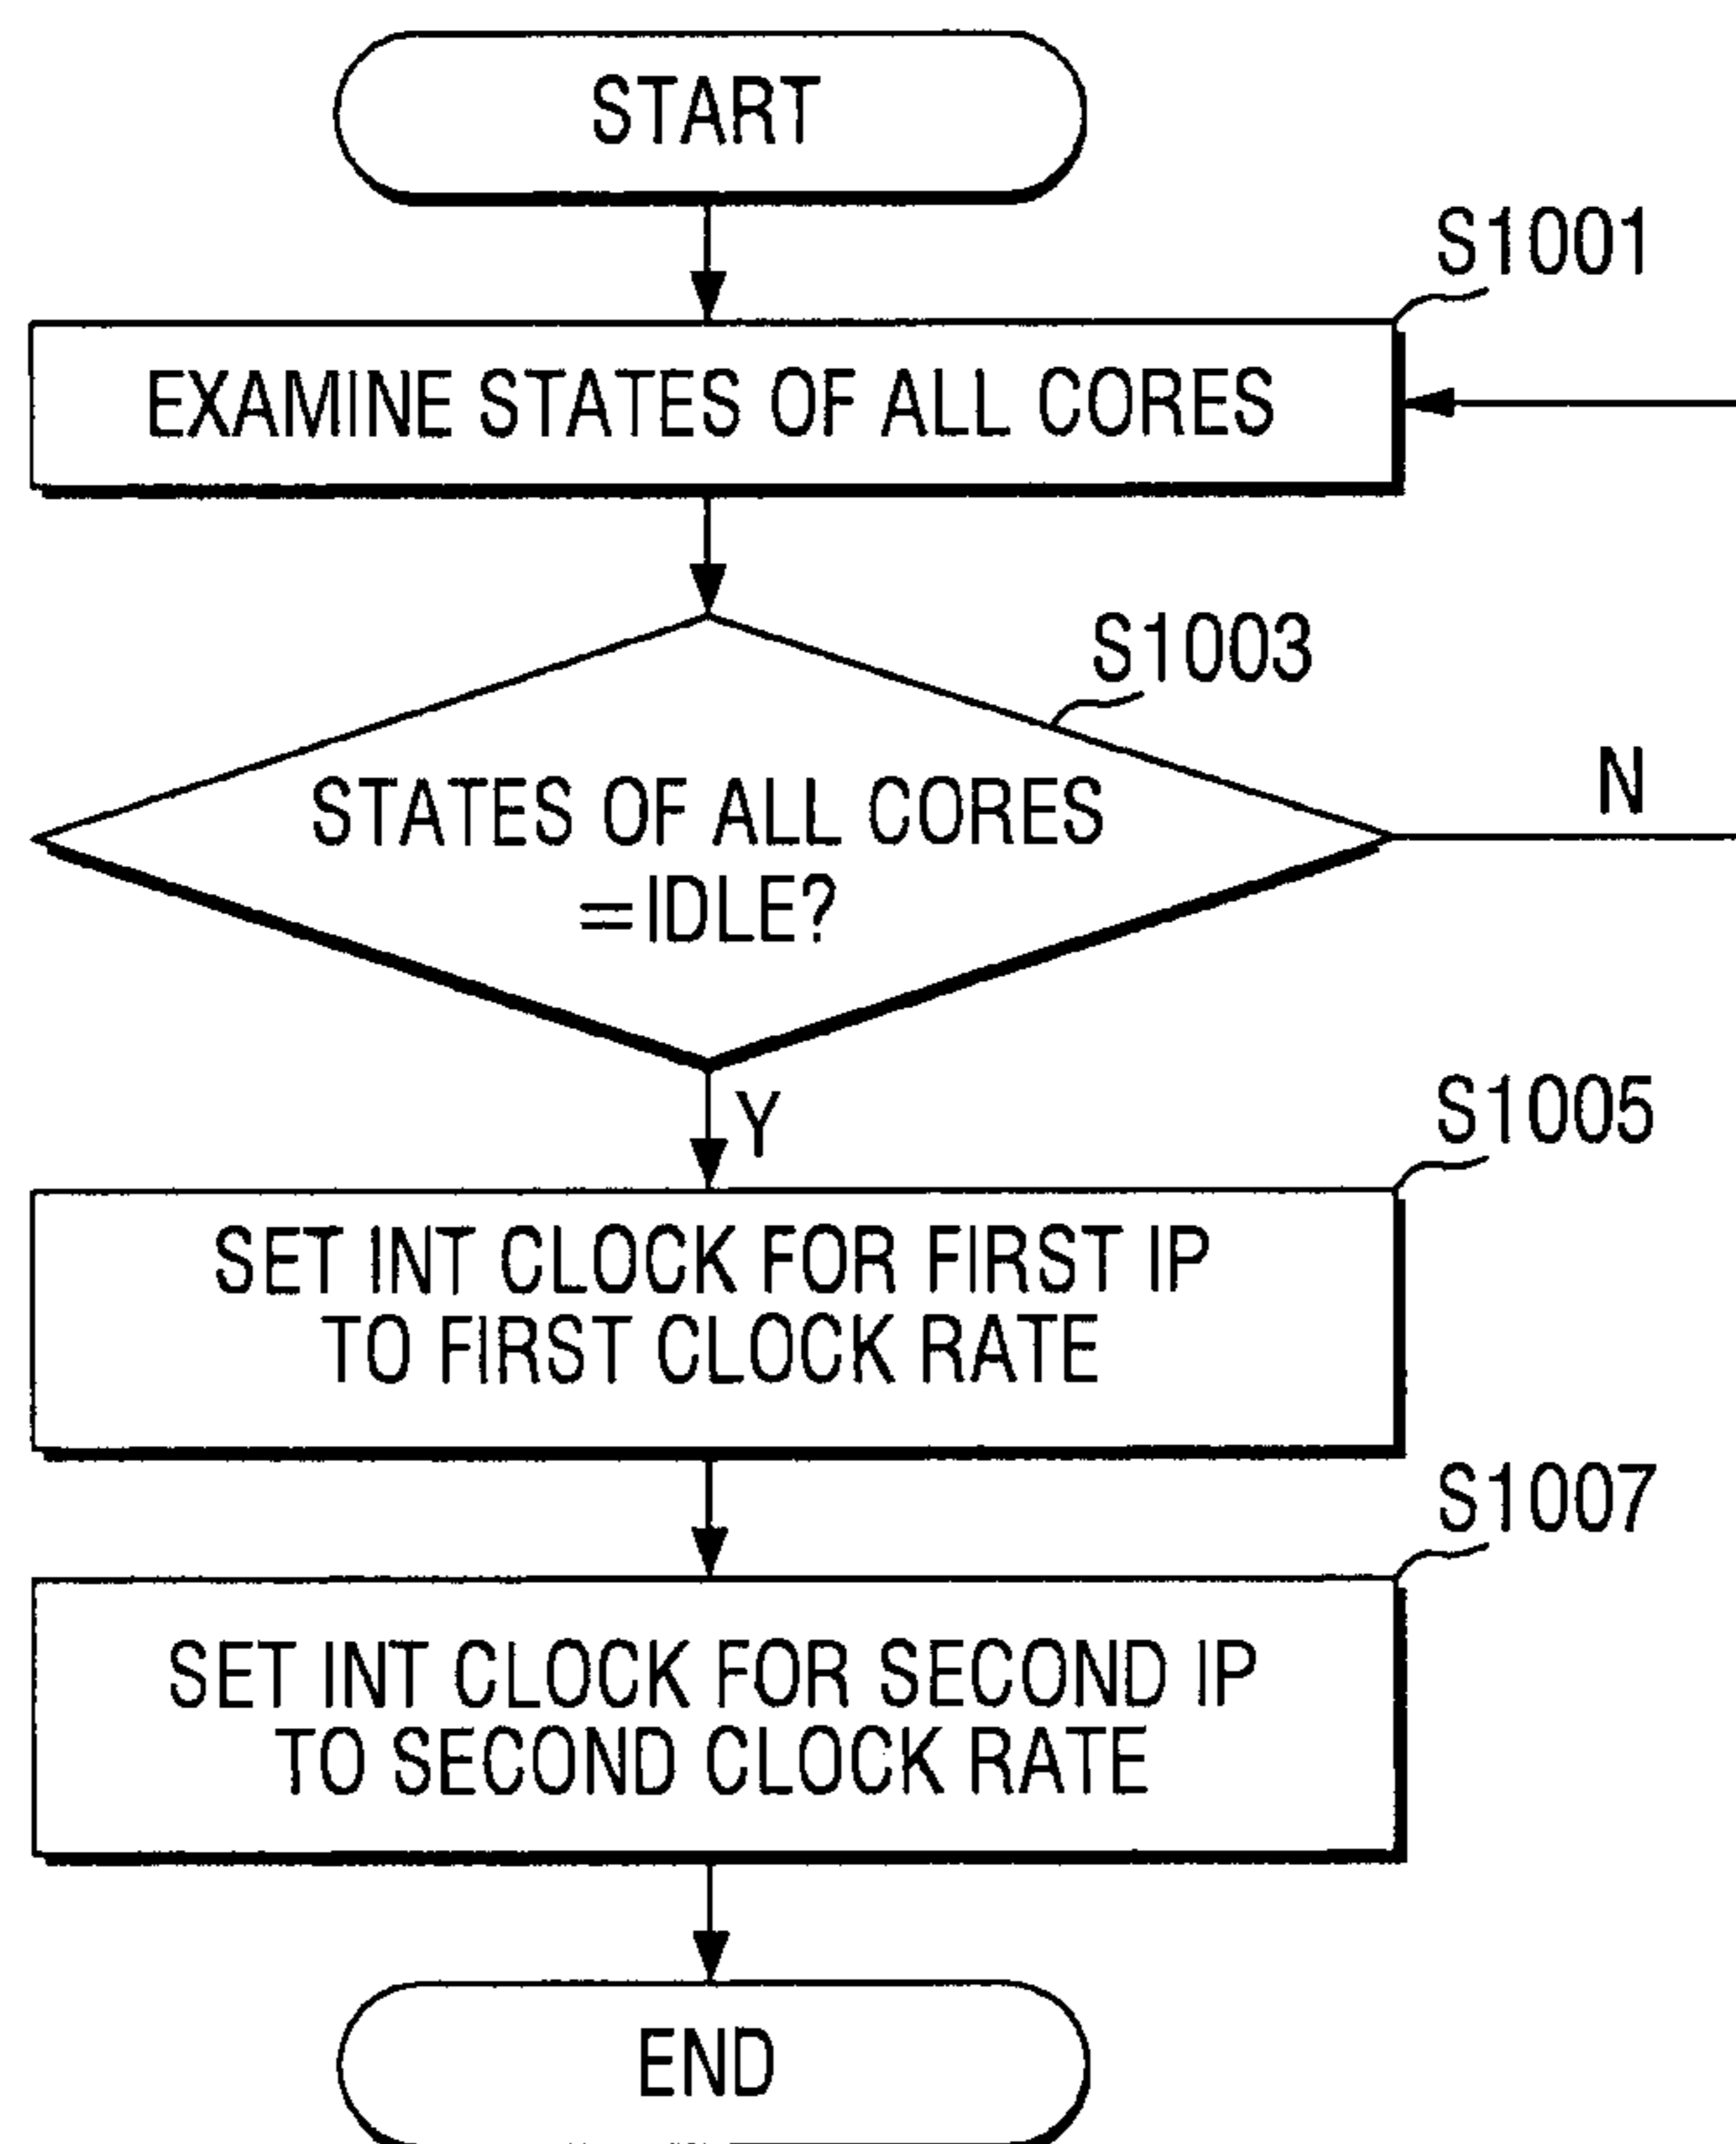 START
S1001
EXAMINE STATES OF ALL CORES
S1003
STATES OF ALL CORES
=IDLE?
N
Y
S1005
SET INT CLOCK FOR FIRST IP
TO FIRST CLOCK RATE
S1007
SET INT CLOCK FOR SECOND IP
TO SECOND CLOCK RATE
END